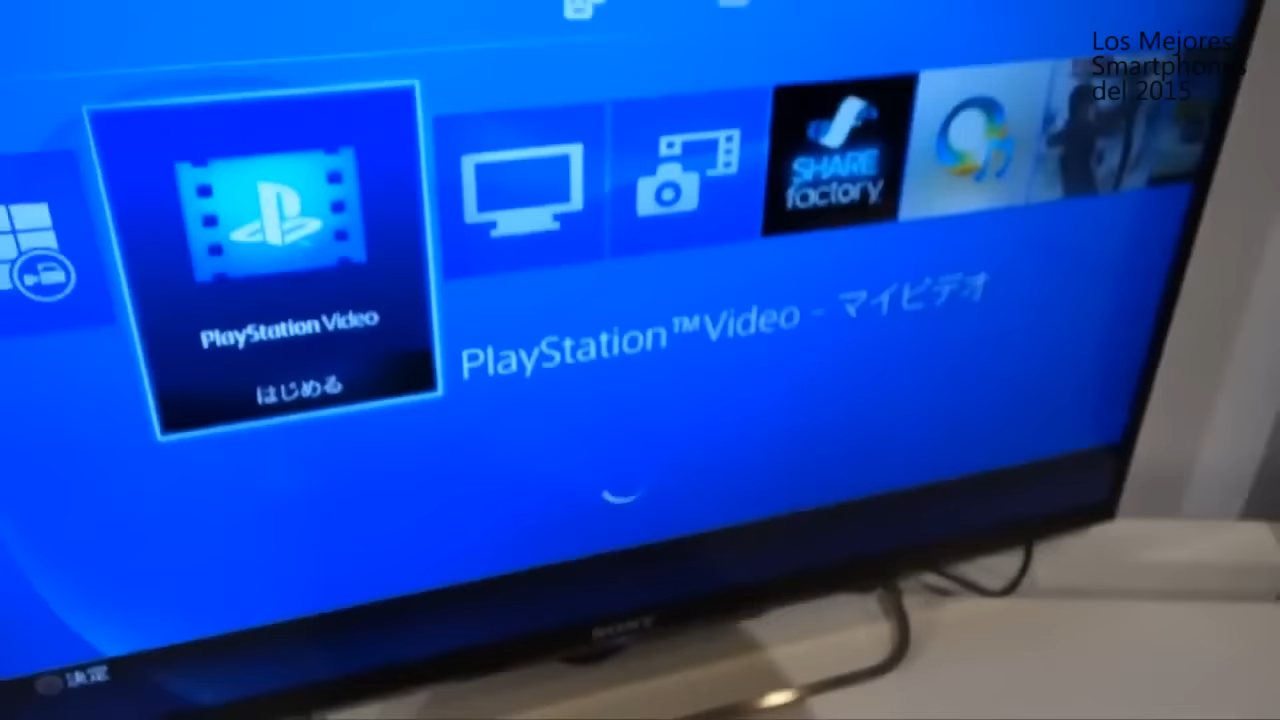 Los Mejores
Smartphones
del 2015
SHARE
factory
PlayStation Video
はじめる
PlayStation™Video - マイビデオ
SONY
決定